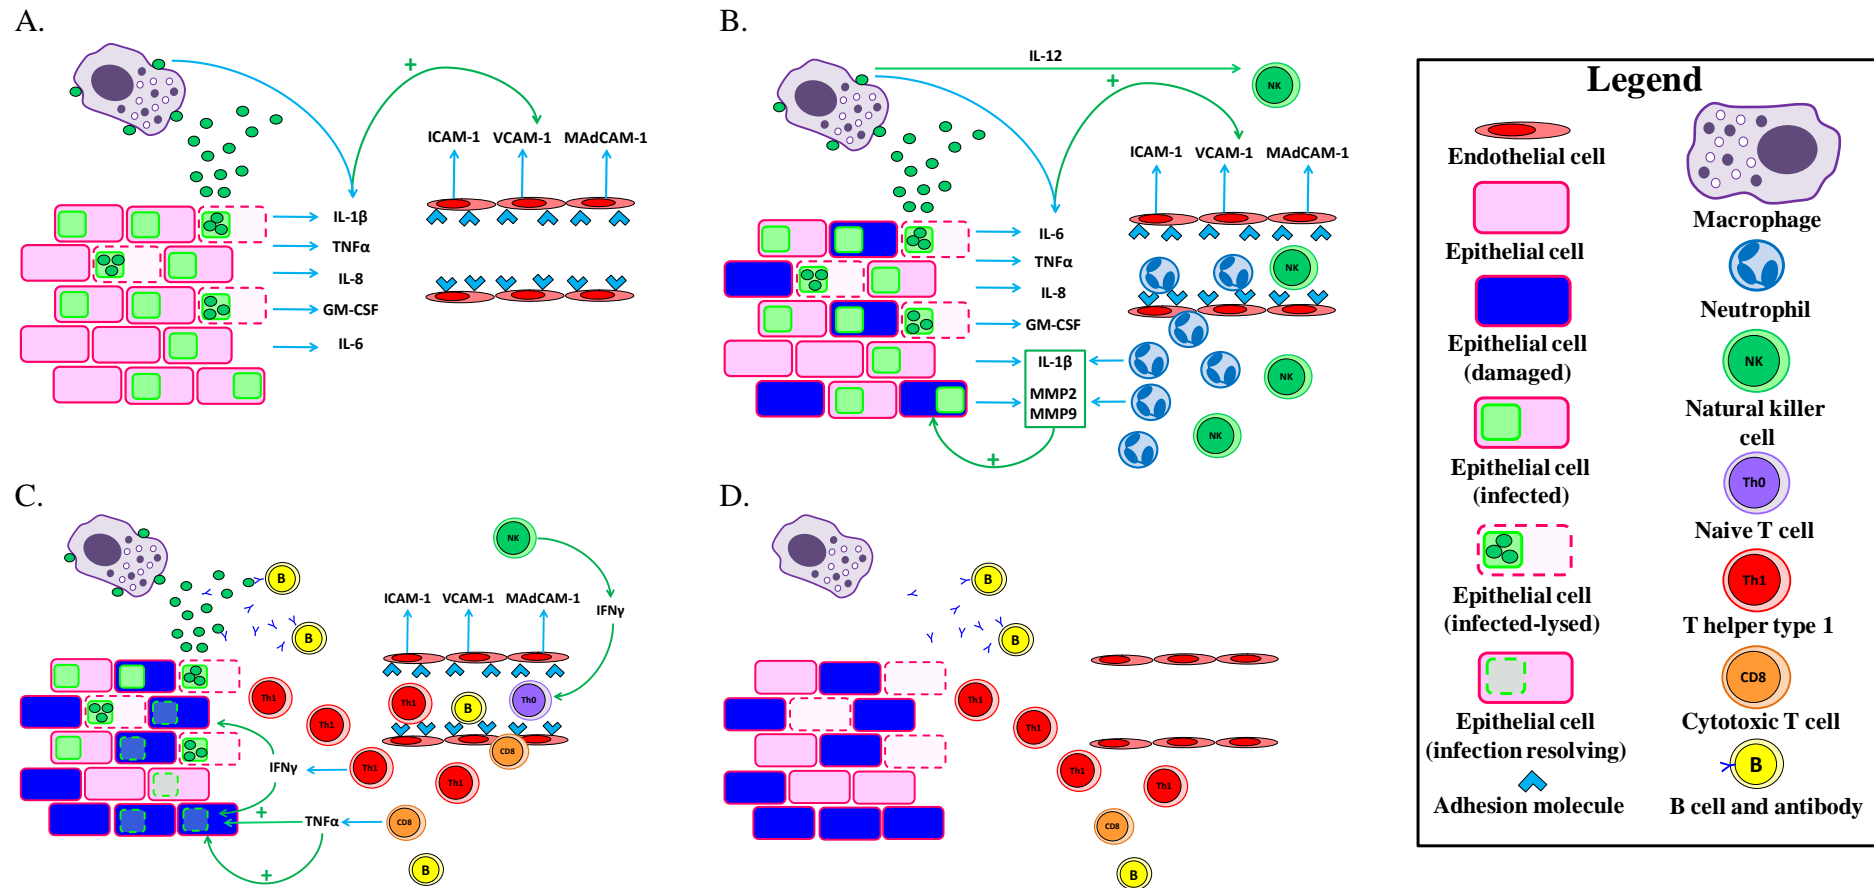 A.
+
ICAM-1 VCAM-1 MAdCAM-1
IL-1β
TNFα
IL-8
GM-CSF
IL-6
B.
IL-12
NK
+
ICAM-1 VCAM-1 MAdCAM-1
IL-6
TNFα
NK
IL-8
GM-CSF
IL-1β
NK
MMP2
MMP9
NK
+
C.
NK
B
ICAM-1 VCAM-1 MAdCAM-1
IFNγ
B
Th1
Th1
B
Th0
Th1
CD8
IFNγ
Th1
Th1
+
TNFα
CD8
+
B
D.
B
B
Th1
Th1
Th1
Th1
CD8
B
Legend
Endothelial cell
Epithelial cell
Epithelial cell
(damaged)
Epithelial cell
(infected)
Epithelial cell
(infected-lysed)
Epithelial cell
(infection resolving)
Adhesion molecule
Macrophage
Neutrophil
NK
Natural killer
cell
Th0
Naive T cell
Th1
T helper type 1
CD8
Cytotoxic T cell
B
B cell and antibody